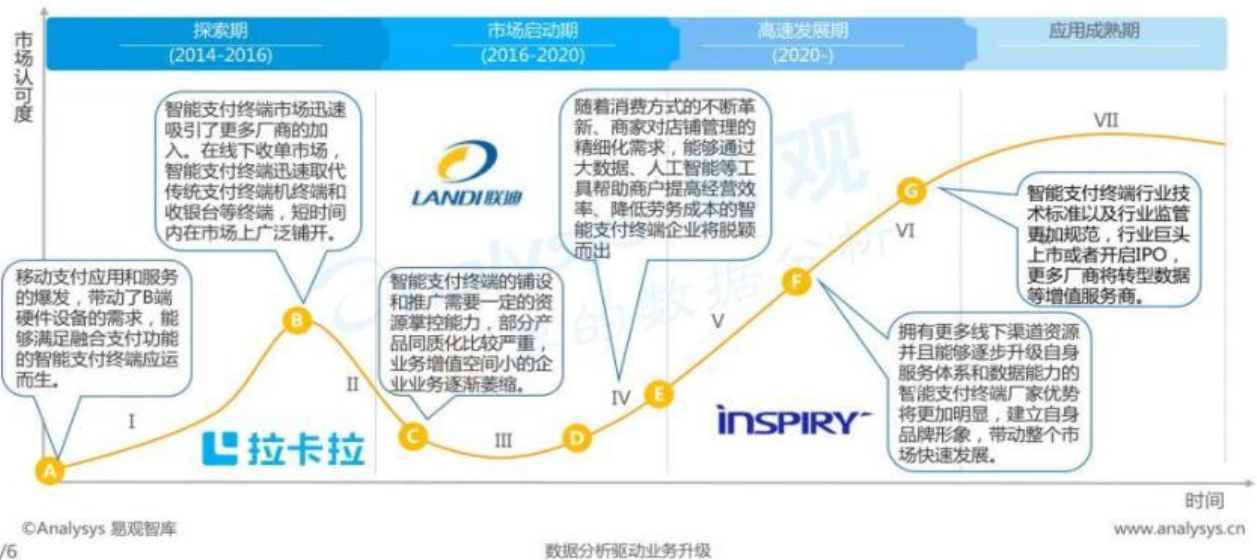 探索期
(2014-2016)
市场启动期
(2016-2020)
高速发展期
(2020-)
应用成熟期
市场认可度
智能支付终端市场迅速
吸引了更多厂商的加
入。在线下收单市场，
智能支付终端迅速取代
传统支付终端机终端和
收银台等终端，短时间
内在市场上广泛铺开。
LANDI联迪
随着消费方式的不断革
新、商家对店铺管理的
精细化需求，能够通过
大数据、人工智能等工
具帮助商户提高经营效
率、降低劳务成本的智
能支付终端企业将脱颖
而出
VII
G
智能支付终端行业技
术标准以及行业监管
更加规范，行业巨头
上市或者开启IPO，
更多厂商将转型数据
等增值服务商。
VI
移动支付应用和服务
的爆发，带动了B端
硬件设备的需求，能
够满足融合支付功能
的智能支付终端应运
而生。
B
智能支付终端的铺设
和推广需要一定的资
源掌控能力，部分产
品同质化比较严重，
业务增值空间小的企
业业务逐渐萎缩。
F
V
拥有更多线下渠道资源
并且能够逐步升级自身
服务体系和数据能力的
智能支付终端厂家优势
将更加明显，建立自身
品牌形象，带动整个市
场快速发展。
I
II
IV
E
III
C
D
A
拉卡拉
INSPIRY
时间
©Analysys 易观智库
www.analysys.cn
/6
数据分析驱动业务升级